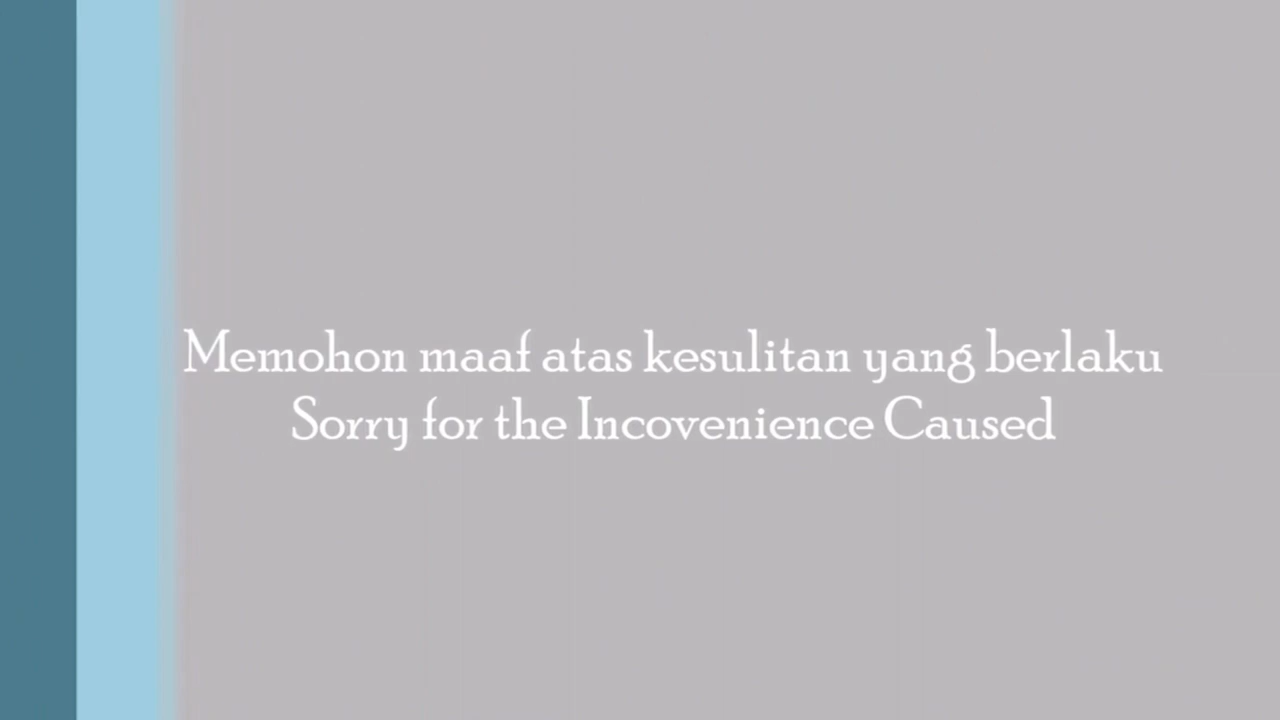 Memohon maaf atas kesulitan yang berlaku
Sorry for the Incovenience Caused